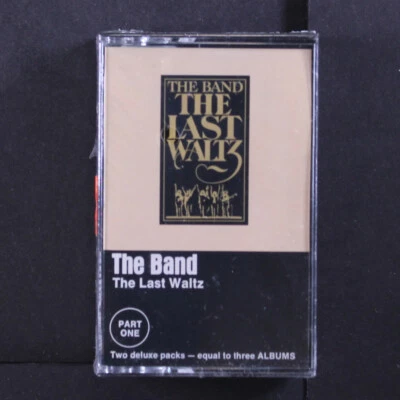 THE BAND
THE
LAST
WALTZ
The Band
The Last Waltz
PART
ONE
Two deluxe packs — equal to three ALBUMS